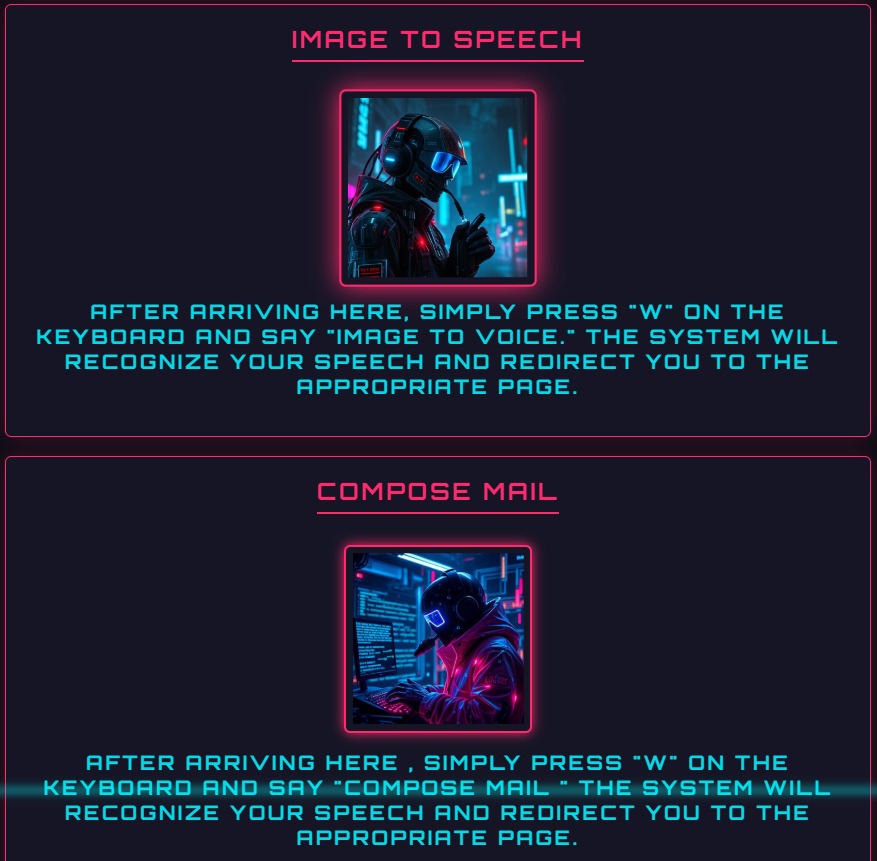 IMAGE TO SPEECH
AFTER ARRIVING HERE, SIMPLY PRESS "W" ON THE
KEYBOARD AND SAY "IMAGE TO VOICE." THE SYSTEM WILL
RECOGNIZE YOUR SPEECH AND REDIRECT YOU TO THE
APPROPRIATE PAGE.
COMPOSE MAIL
AFTER ARRIVING HERE , SIMPLY PRESS "W" ON THE
KEYBOARD AND SAY "COMPOSE MAIL " THE SYSTEM WILL
RECOGNIZE YOUR SPEECH AND REDIRECT YOU TO THE
APPROPRIATE PAGE.